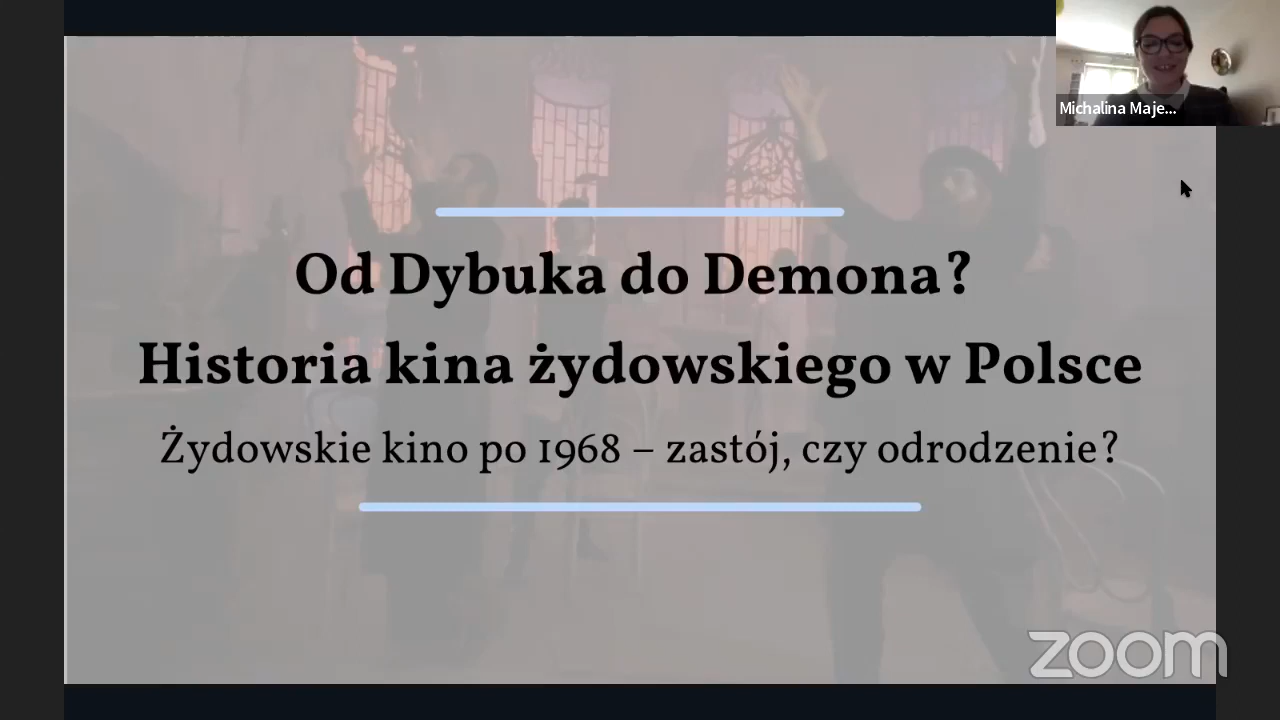 Michalina Maje...
Od Dybuka do Demona?
Historia kina żydowskiego w Polsce
Żydowskie kino po 1968 – zastój, czy odrodzenie?
zoom